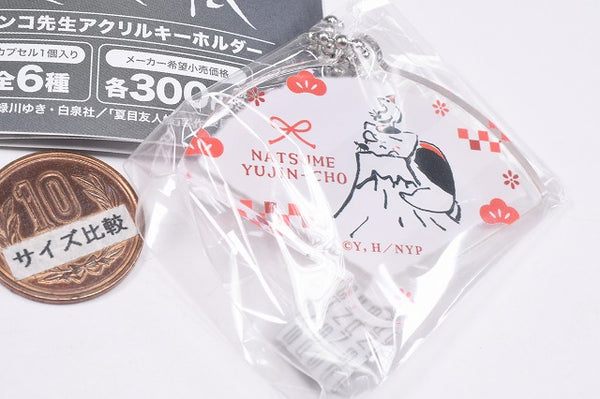 ンコ先生アクリルキーホルダー
カプセル1個入り
全6種
メーカー希望小売価格
各300
緑川ゆき・白泉社/「夏目友人帳
NATSUME
YUJIN-CHO
©Y, H/NYP
10
サイズ比較